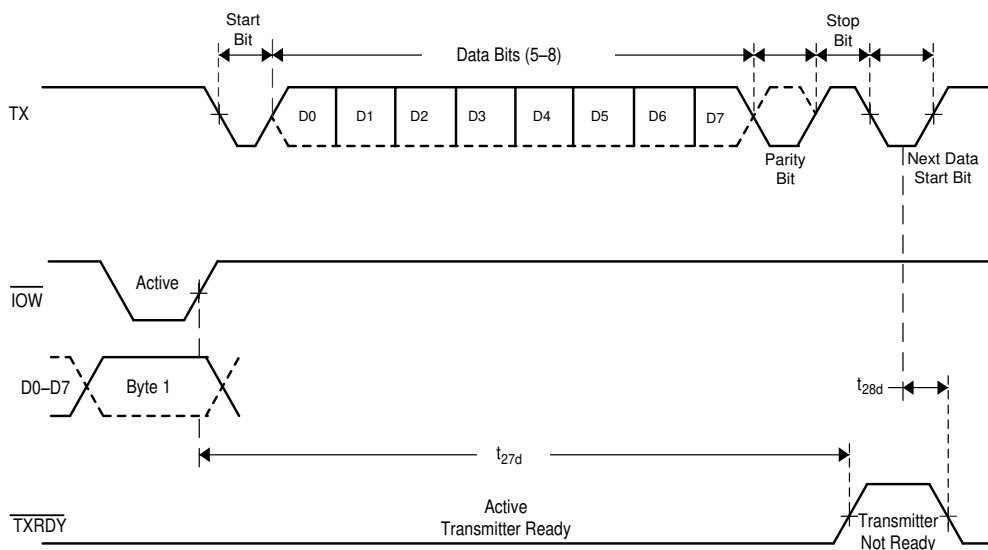 Start
Bit
Data Bits (5–8)
Stop
Bit
TX
D0 D1 D2 D3 D4 D5 D6 D7
Parity
Bit
Next Data
Start Bit
IOW
Active
D0–D7
Byte 1
t28d
t27d
TXRDY
Active
Transmitter Ready
Transmitter
Not Ready